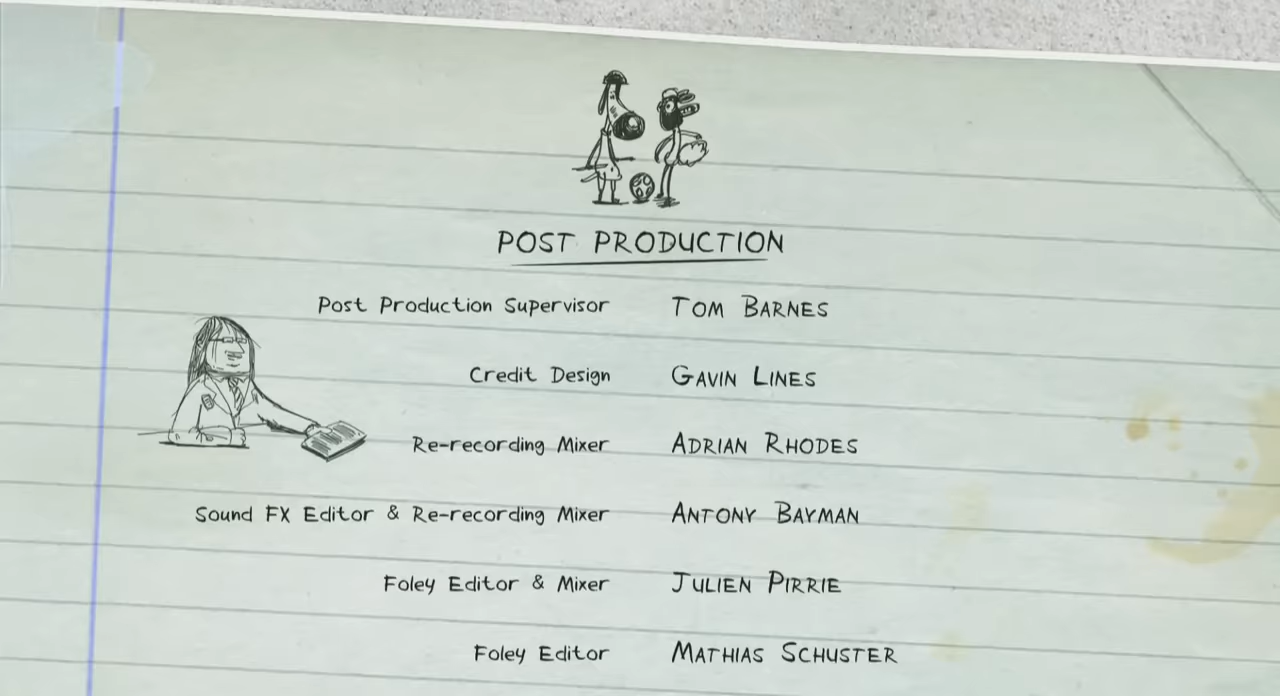 POST PRODUCTION
Post Production Supervisor TOM BARNES
Credit Design GAVIN LINES
Re-recording Mixer ADRIAN RHODES
Sound FX Editor & Re-recording Mixer ANTONY BAYMAN
Foley Editor & Mixer JULIEN PIRRIE
Foley Editor MATHIAS SCHUSTER